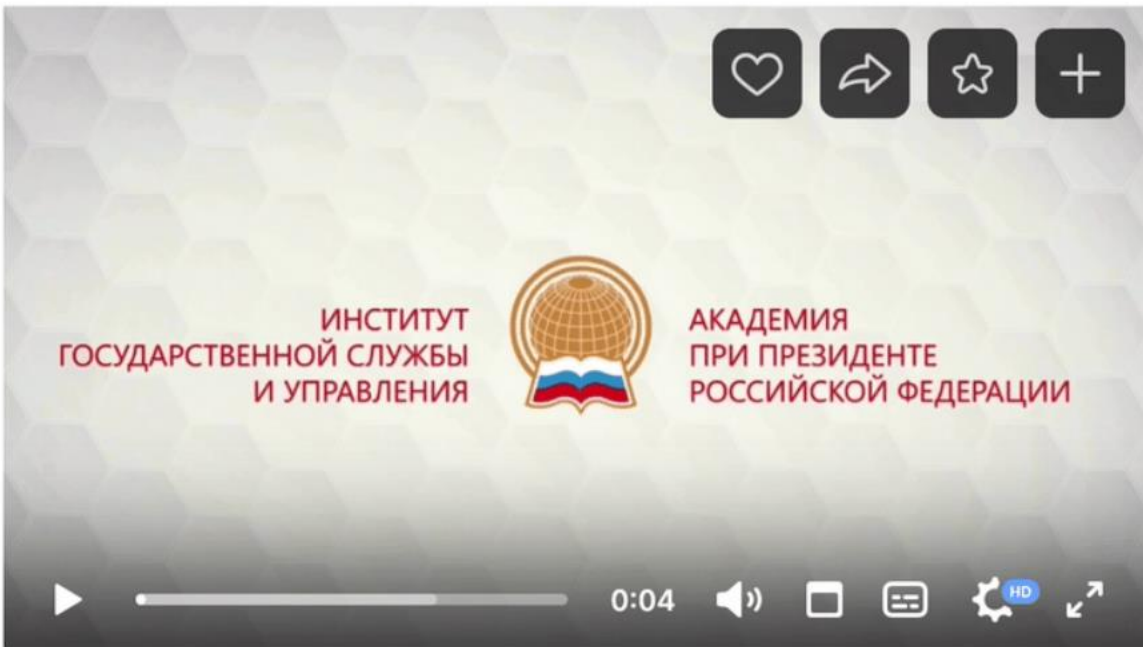 ИНСТИТУТ
ГОСУДАРСТВЕННОЙ СЛУЖБЫ
И УПРАВЛЕНИЯ
АКАДЕМИЯ
ПРИ ПРЕЗИДЕНТЕ
РОССИЙСКОЙ ФЕДЕРАЦИИ
0:04
HD